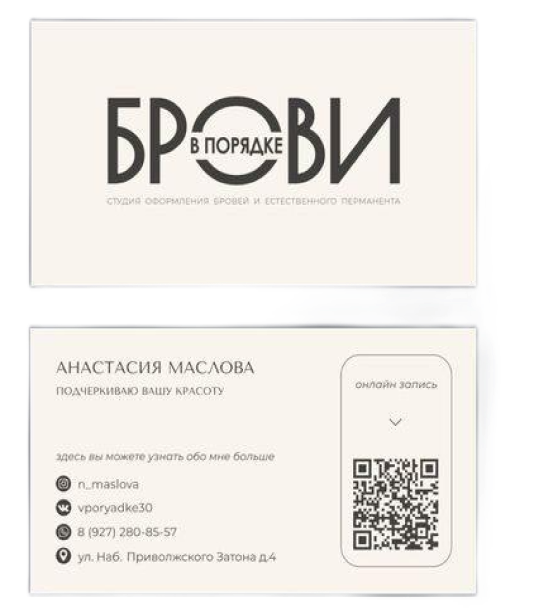 БРОВИ
В ПОРЯДКЕ
СТУДИЯ ОФОРМЛЕНИЯ БРОВЕЙ И ЕСТЕСТВЕННОГО ПЕРМАНЕНТА
АНАСТАСИЯ МАСЛОВА
ПОДЧЕРКИВАЮ ВАШУ КРАСОТУ
онлайн запись
здесь вы можете узнать обо мне больше
n_maslova
vporyadke30
8 (927) 280-85-57
ул. Наб. Приволжского Затона д.4